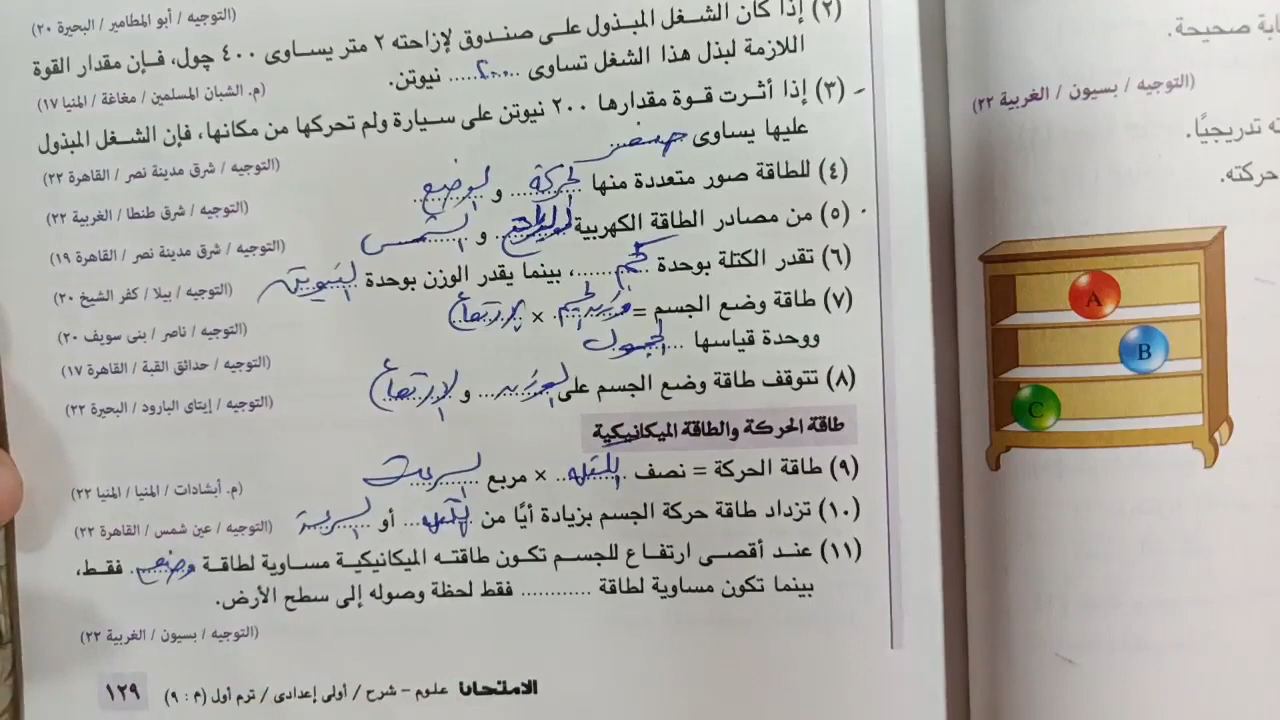 (٢) إذا كان الشغل المبذول على صندوق لإزاحته ٢ متر يساوى ٤٠٠ چول، فإن مقدار القوة
اللازمة لبذل هذا الشغل تساوى ٢٠٠ نيوتن.
(التوجيه / أبو المطامير / البحيرة ٢٠)
(٣) إذا أثرت قوة مقدارها ٢٠٠ نيوتن على سيارة ولم تحركها من مكانها، فإن الشغل المبذول
عليها يساوى صفر
(م. الشبان المسلمين / مغاغة / المنيا ١٧)
(٤) للطاقة صور متعددة منها الحركة و الوضع
(التوجيه / شرق مدينة نصر / القاهرة ٢٢)
(٥) من مصادر الطاقة الكهربية الرياح و الشمس
(التوجيه / شرق طنطا / الغربية ٢٢)
(٦) تقدر الكتلة بوحدة كجم، بينما يقدر الوزن بوحدة النيوتن
(التوجيه / شرق مدينة نصر / القاهرة ١٩)
(٧) طاقة وضع الجسم = وزن الجسم × الارتفاع
(التوجيه / بيلا / كفر الشيخ ٢٠)
ووحدة قياسها الچول
(التوجيه / ناصر / بنى سويف ٢٠)
(التوجيه / حدائق القبة / القاهرة ١٧)
(٨) تتوقف طاقة وضع الجسم على الوزن و الارتفاع
(التوجيه / إيتاى البارود / البحيرة ٢٢)
طاقة الحركة والطاقة الميكانيكية
(٩) طاقة الحركة = نصف الكتلة × مربع السرعة
(م. أبشادات / المنيا / المنيا ٢٢)
(١٠) تزداد طاقة حركة الجسم بزيادة أيًا من الكتلة أو السرعة
(التوجيه / عين شمس / القاهرة ٢٢)
(١١) عند أقصى ارتفاع للجسم تكون طاقته الميكانيكية مساوية لطاقة وضعه فقط،
بينما تكون مساوية لطاقة ............ فقط لحظة وصوله إلى سطح الأرض.
(التوجيه / بسيون / الغربية ٢٢)
الامتحان علوم - شرح / أولى إعدادى / ترم أول (م : ٩)
١٢٩
صحيحة.
(التوجيه / بسيون / الغربية ٢٢)
تدريجيًا.
حركته.
A
B
C